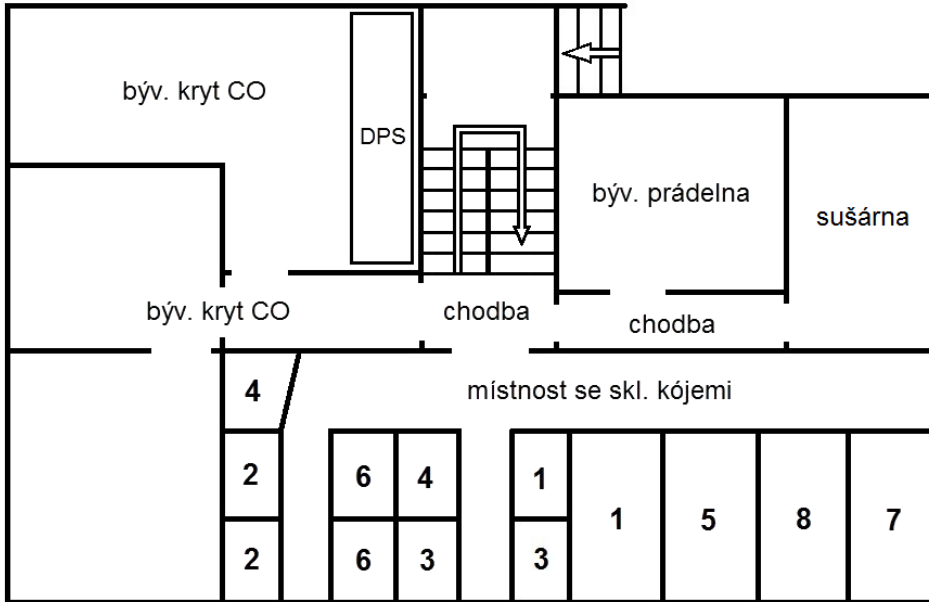 býv. kryt CO
DPS
býv. prádelna
sušárna
býv. kryt CO
chodba
chodba
místnost se skl. kójemi
4
2
6
4
1
1
5
8
7
2
6
3
3